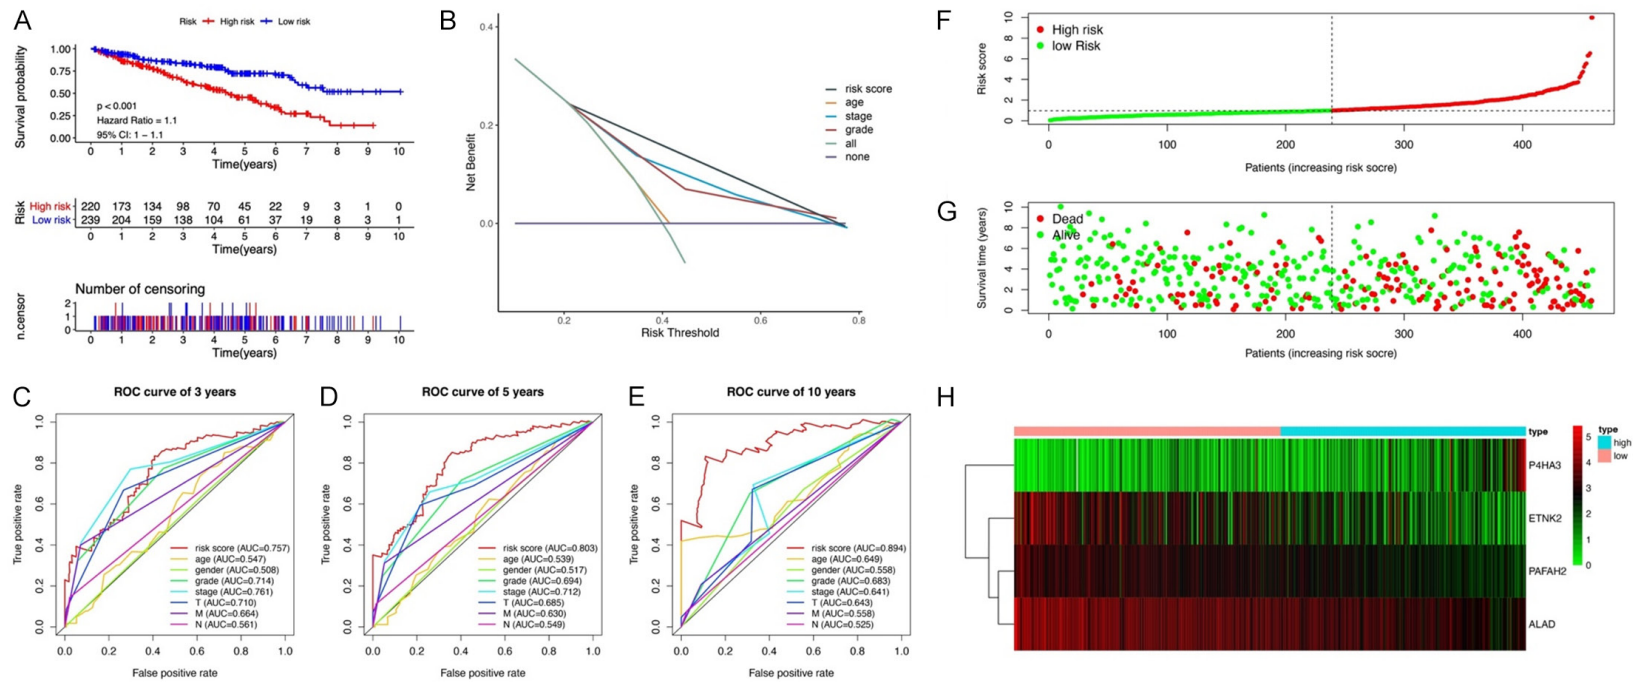 A
Risk High risk Low risk
Survival probability
1.00
0.75
0.50
0.25
0.00
p < 0.001
Hazard Ratio = 1.1
95% CI: 1 – 1.1
0 1 2 3 4 5 6 7 8 9 10
Time(years)
Risk
High risk 220 173 134 98 70 45 22 9 3 1 0
Low risk 239 204 159 138 104 61 37 19 8 3 1
0 1 2 3 4 5 6 7 8 9 10
Time(years)
Number of censoring
n.censor
2
1
0
0 1 2 3 4 5 6 7 8 9 10
Time(years)
B
Net Benefit
0.4
0.2
0.0
0.2 0.4 0.6 0.8
Risk Threshold
risk score
age
stage
grade
all
none
C
ROC curve of 3 years
True positive rate
1.0
0.8
0.6
0.4
0.2
0.0
risk score (AUC=0.757)
age (AUC=0.547)
gender (AUC=0.508)
grade (AUC=0.714)
stage (AUC=0.761)
T (AUC=0.710)
M (AUC=0.664)
N (AUC=0.561)
0.0 0.2 0.4 0.6 0.8 1.0
False positive rate
D
ROC curve of 5 years
True positive rate
1.0
0.8
0.6
0.4
0.2
0.0
risk score (AUC=0.803)
age (AUC=0.539)
gender (AUC=0.517)
grade (AUC=0.694)
stage (AUC=0.712)
T (AUC=0.685)
M (AUC=0.630)
N (AUC=0.549)
0.0 0.2 0.4 0.6 0.8 1.0
False positive rate
E
ROC curve of 10 years
True positive rate
1.0
0.8
0.6
0.4
0.2
0.0
risk score (AUC=0.894)
age (AUC=0.649)
gender (AUC=0.558)
grade (AUC=0.683)
stage (AUC=0.641)
T (AUC=0.643)
M (AUC=0.558)
N (AUC=0.525)
0.0 0.2 0.4 0.6 0.8 1.0
False positive rate
F
Risk score
10
8
6
4
2
0
High risk
low Risk
0 100 200 300 400
Patients (increasing risk socre)
G
Survival time (years)
10
8
6
4
2
0
Dead
Alive
0 100 200 300 400
Patients (increasing risk socre)
H
type
P4HA3
ETNK2
PAFAH2
ALAD
5
4
3
2
1
0
type
high
low